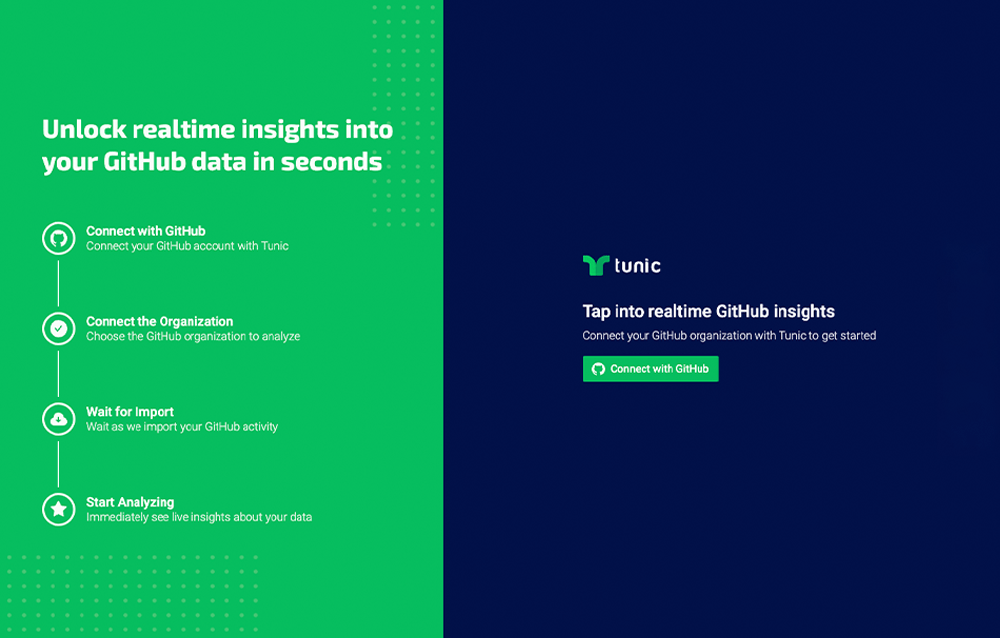 Unlock realtime insights into
your GitHub data in seconds
Connect with GitHub
Connect your GitHub account with Tunic
Connect the Organization
Choose the GitHub organization to analyze
Wait for Import
Wait as we import your GitHub activity
Start Analyzing
Immediately see live insights about your data
tunic
Tap into realtime GitHub insights
Connect your GitHub organization with Tunic to get started
Connect with GitHub